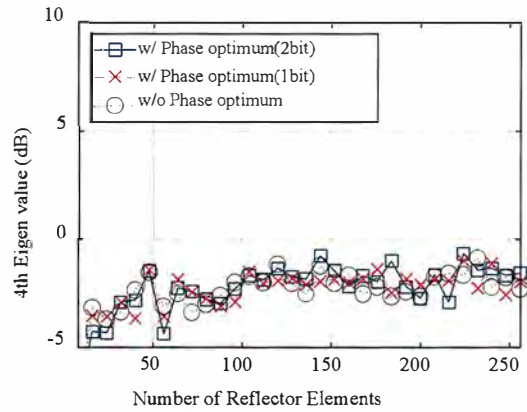 10
w/ Phase optimum(2bit)
w/ Phase optimum(1bit)
w/o Phase optimum
5
0
-5
4th Eigen value (dB)
50
100
150
200
250
Number of Reflector Elements